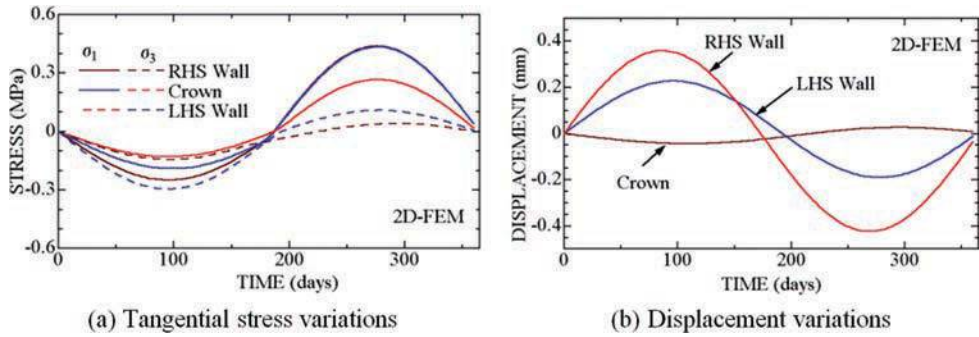 0.6
0.3
0
-0.3
-0.6
STRESS (MPa)
σ1 σ3
RHS Wall
Crown
LHS Wall
2D-FEM
0 100 200 300
TIME (days)
(a) Tangential stress variations
0.4
0.2
0
-0.2
-0.4
DISPLACEMENT (mm)
RHS Wall
2D-FEM
LHS Wall
Crown
0 100 200 300
TIME (days)
(b) Displacement variations